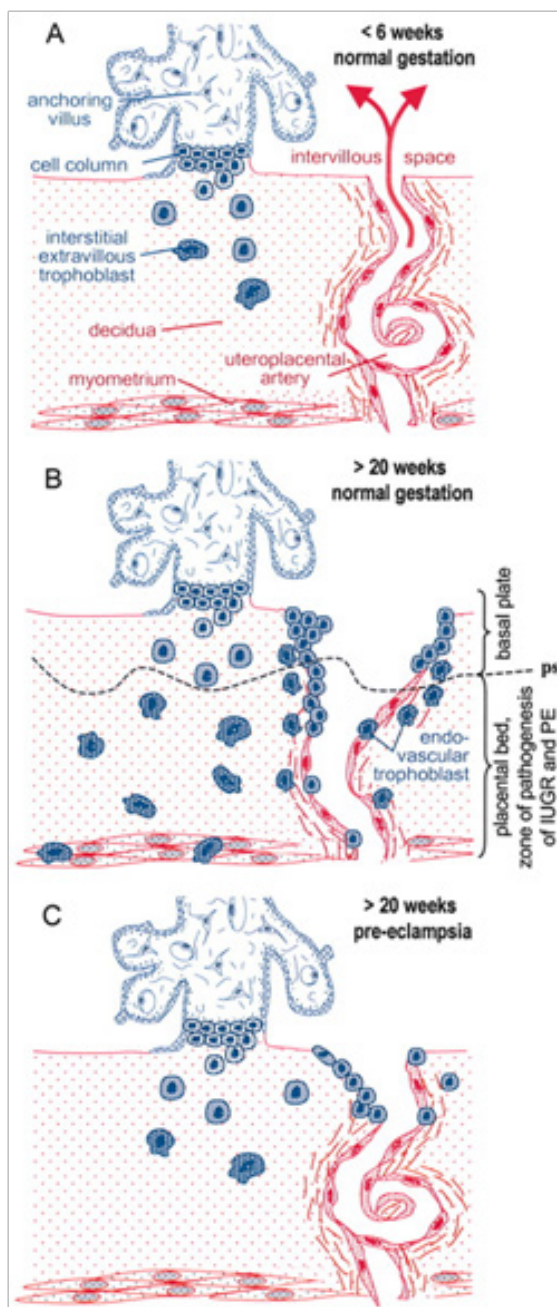 A
< 6 weeks
normal gestation
anchoring
villus
cell column
intervillous space
interstitial
extravillous
trophoblast
decidua
uteroplacental
artery
myometrium
B
> 20 weeks
normal gestation
basal plate
ps
endo-
vascular
trophoblast
placental bed,
zone of pathogenesis
of IUGR and PE
C
> 20 weeks
pre-eclampsia